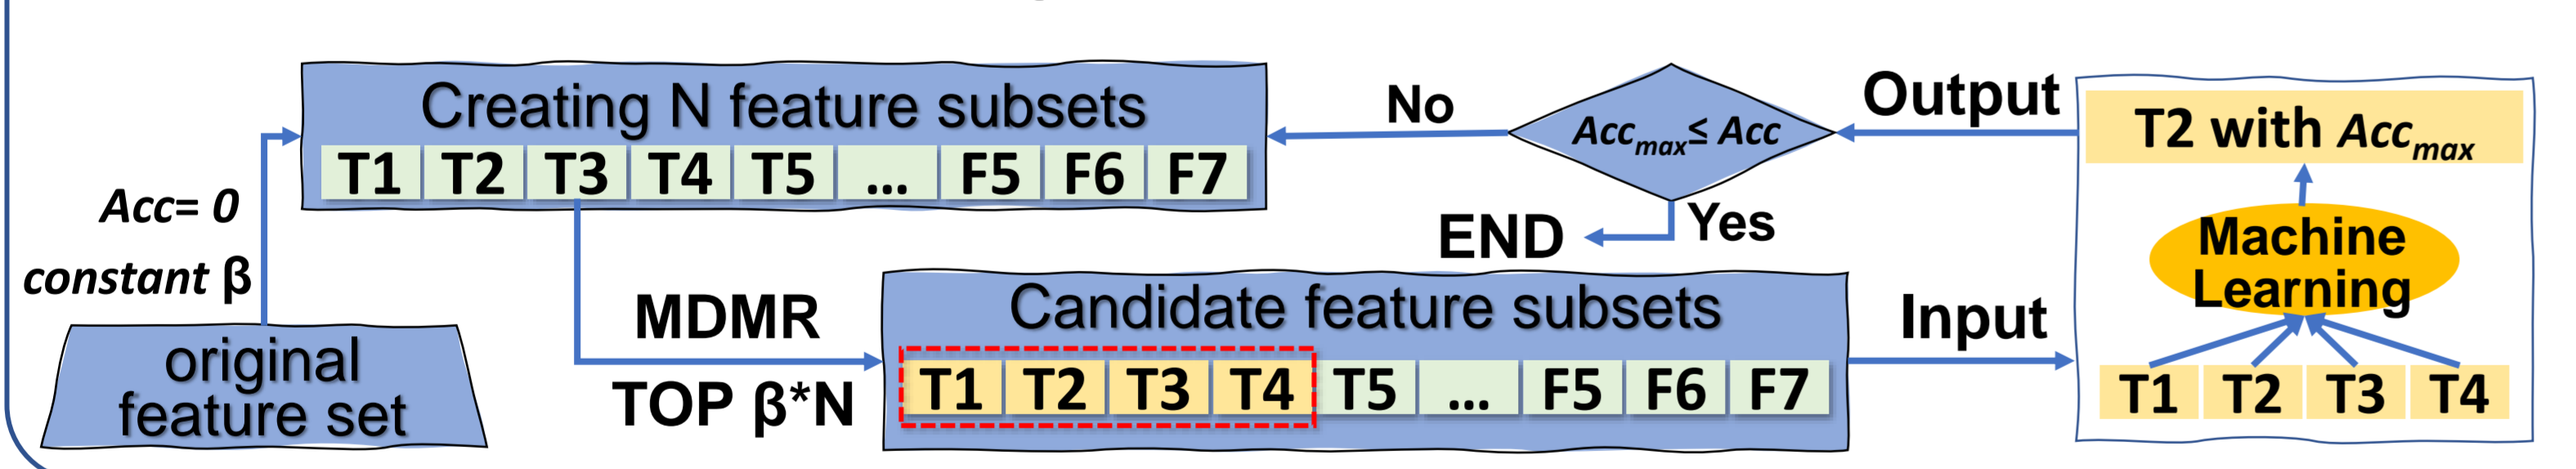 Creating N feature subsets
T1 T2 T3 T4 T5 ... F5 F6 F7
Acc= 0
constant β
original
feature set
MDMR
TOP β*N
Candidate feature subsets
T1 T2 T3 T4 T5 ... F5 F6 F7
Input
T1 T2 T3 T4
Machine
Learning
T2 with Accmax
Output
Accmax≤ Acc
No
Yes
END